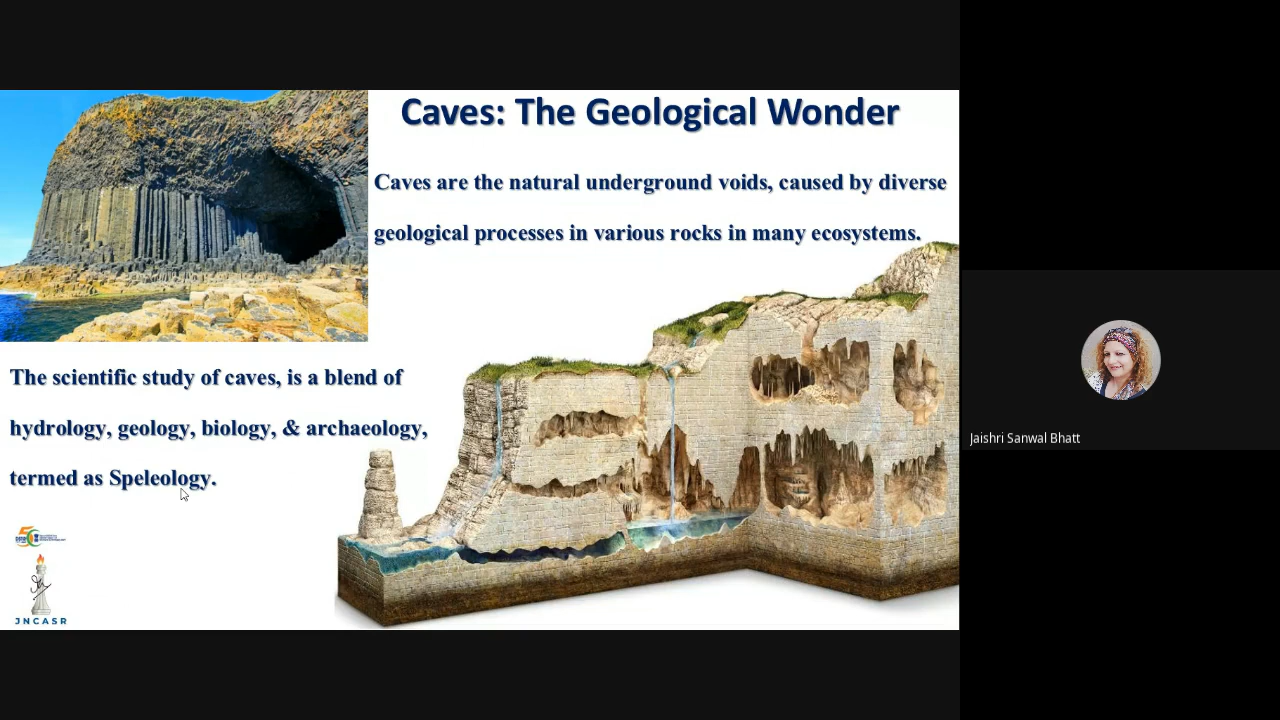 Caves: The Geological Wonder
Caves are the natural underground voids, caused by diverse
geological processes in various rocks in many ecosystems.
The scientific study of caves, is a blend of
hydrology, geology, biology, & archaeology,
termed as Speleology.
JNCASR
Jaishri Sanwal Bhatt